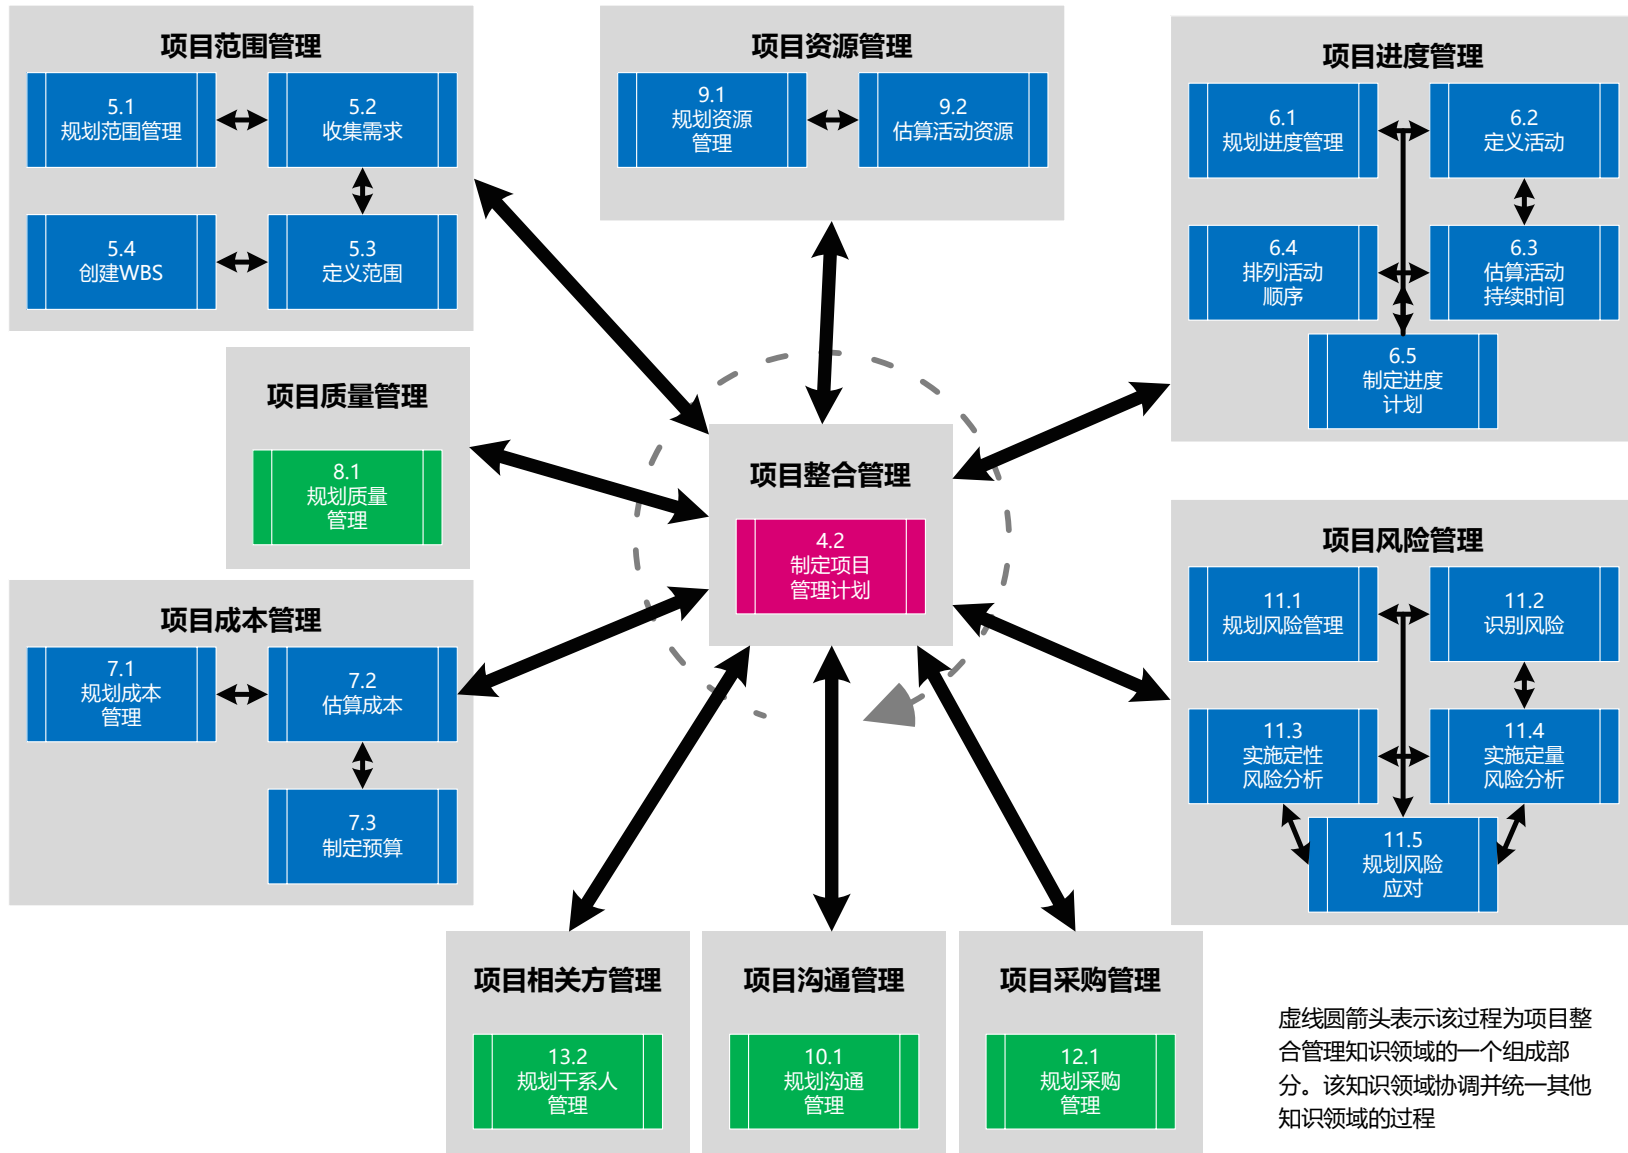 项目范围管理
5.1
规划范围管理
5.2
收集需求
5.4
创建WBS
5.3
定义范围
项目资源管理
9.1
规划资源
管理
9.2
估算活动资源
项目进度管理
6.1
规划进度管理
6.2
定义活动
6.4
排列活动
顺序
6.3
估算活动
持续时间
6.5
制定进度
计划
项目质量管理
8.1
规划质量
管理
项目整合管理
4.2
制定项目
管理计划
项目成本管理
7.1
规划成本
管理
7.2
估算成本
7.3
制定预算
项目风险管理
11.1
规划风险管理
11.2
识别风险
11.3
实施定性
风险分析
11.4
实施定量
风险分析
11.5
规划风险
应对
项目相关方管理
13.2
规划干系人
管理
项目沟通管理
10.1
规划沟通
管理
项目采购管理
12.1
规划采购
管理
虚线圆箭头表示该过程为项目整
合管理知识领域的一个组成部
分。该知识领域协调并统一其他
知识领域的过程